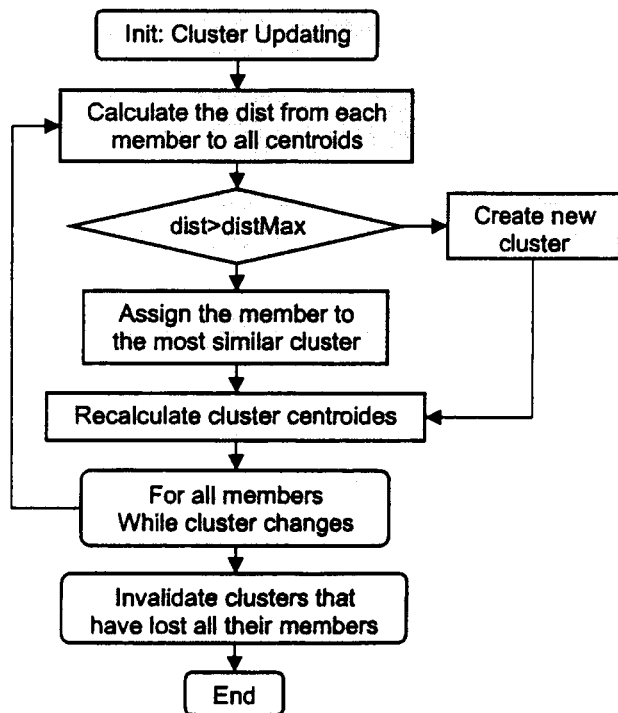 Init: Cluster Updating
Calculate the dist from each
member to all centroids
dist>distMax
Create new
cluster
Assign the member to
the most similar cluster
Recalculate cluster centroides
For all members
While cluster changes
Invalidate clusters that
have lost all their members
End